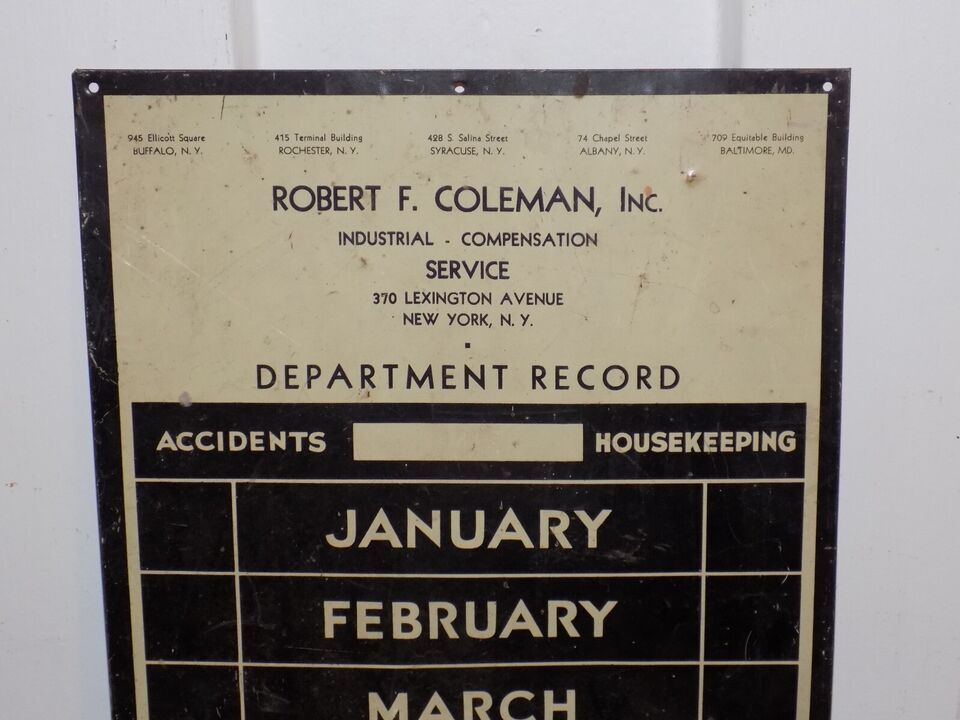 945 Ellicott Square
BUFFALO, N. Y.
415 Terminal Building
ROCHESTER, N. Y.
428 S. Salina Street
SYRACUSE, N. Y.
74 Chapel Street
ALBANY, N. Y.
709 Equitable Building
BALTIMORE, MD.
ROBERT F. COLEMAN, INC.
INDUSTRIAL - COMPENSATION
SERVICE
370 LEXINGTON AVENUE
NEW YORK, N. Y.
DEPARTMENT RECORD
ACCIDENTS HOUSEKEEPING
JANUARY
FEBRUARY
MARCH